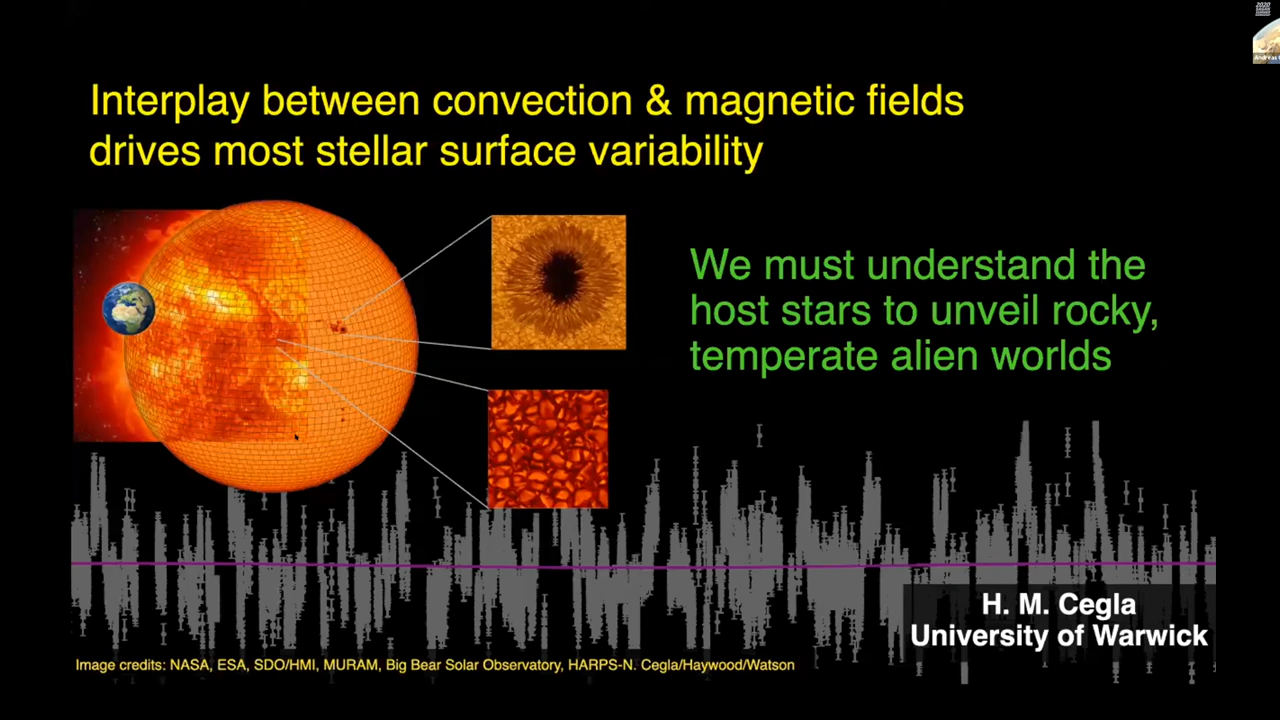 Interplay between convection & magnetic fields
drives most stellar surface variability
We must understand the
host stars to unveil rocky,
temperate alien worlds
H. M. Cegla
University of Warwick
Image credits: NASA, ESA, SDO/HMI, MURAM, Big Bear Solar Observatory, HARPS-N. Cegla/Haywood/Watson